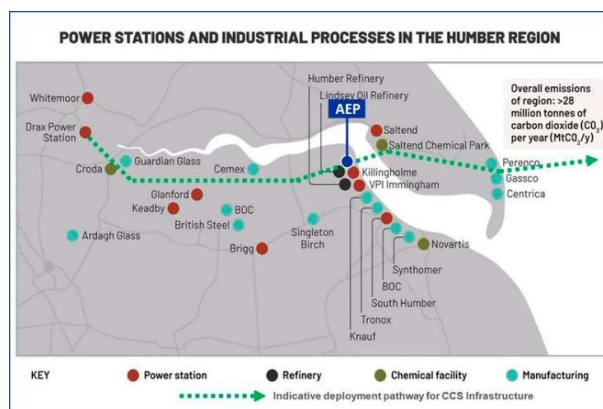 POWER STATIONS AND INDUSTRIAL PROCESSES IN THE HUMBER REGION
Humber Refinery
Lindsey Oil Refinery
AEP
Overall emissions
of region: >28
million tonnes of
carbon dioxide (CO₂)
per year (MtCO₂/y)
Whitemoor
Drax Power
Station
Saltend
Saltend Chemical Park
Guardian Glass
Croda
Cemex
Perenco
Gassco
Centrica
Killingholme
VPI Immingham
Glanford
Keadby
BOC
British Steel
Ardagh Glass
Brigg
Singleton
Birch
Novartis
Synthomer
BOC
South Humber
Tronox
Knauf
KEY
Power station
Refinery
Chemical facility
Manufacturing
Indicative deployment pathway for CCS Infrastructure